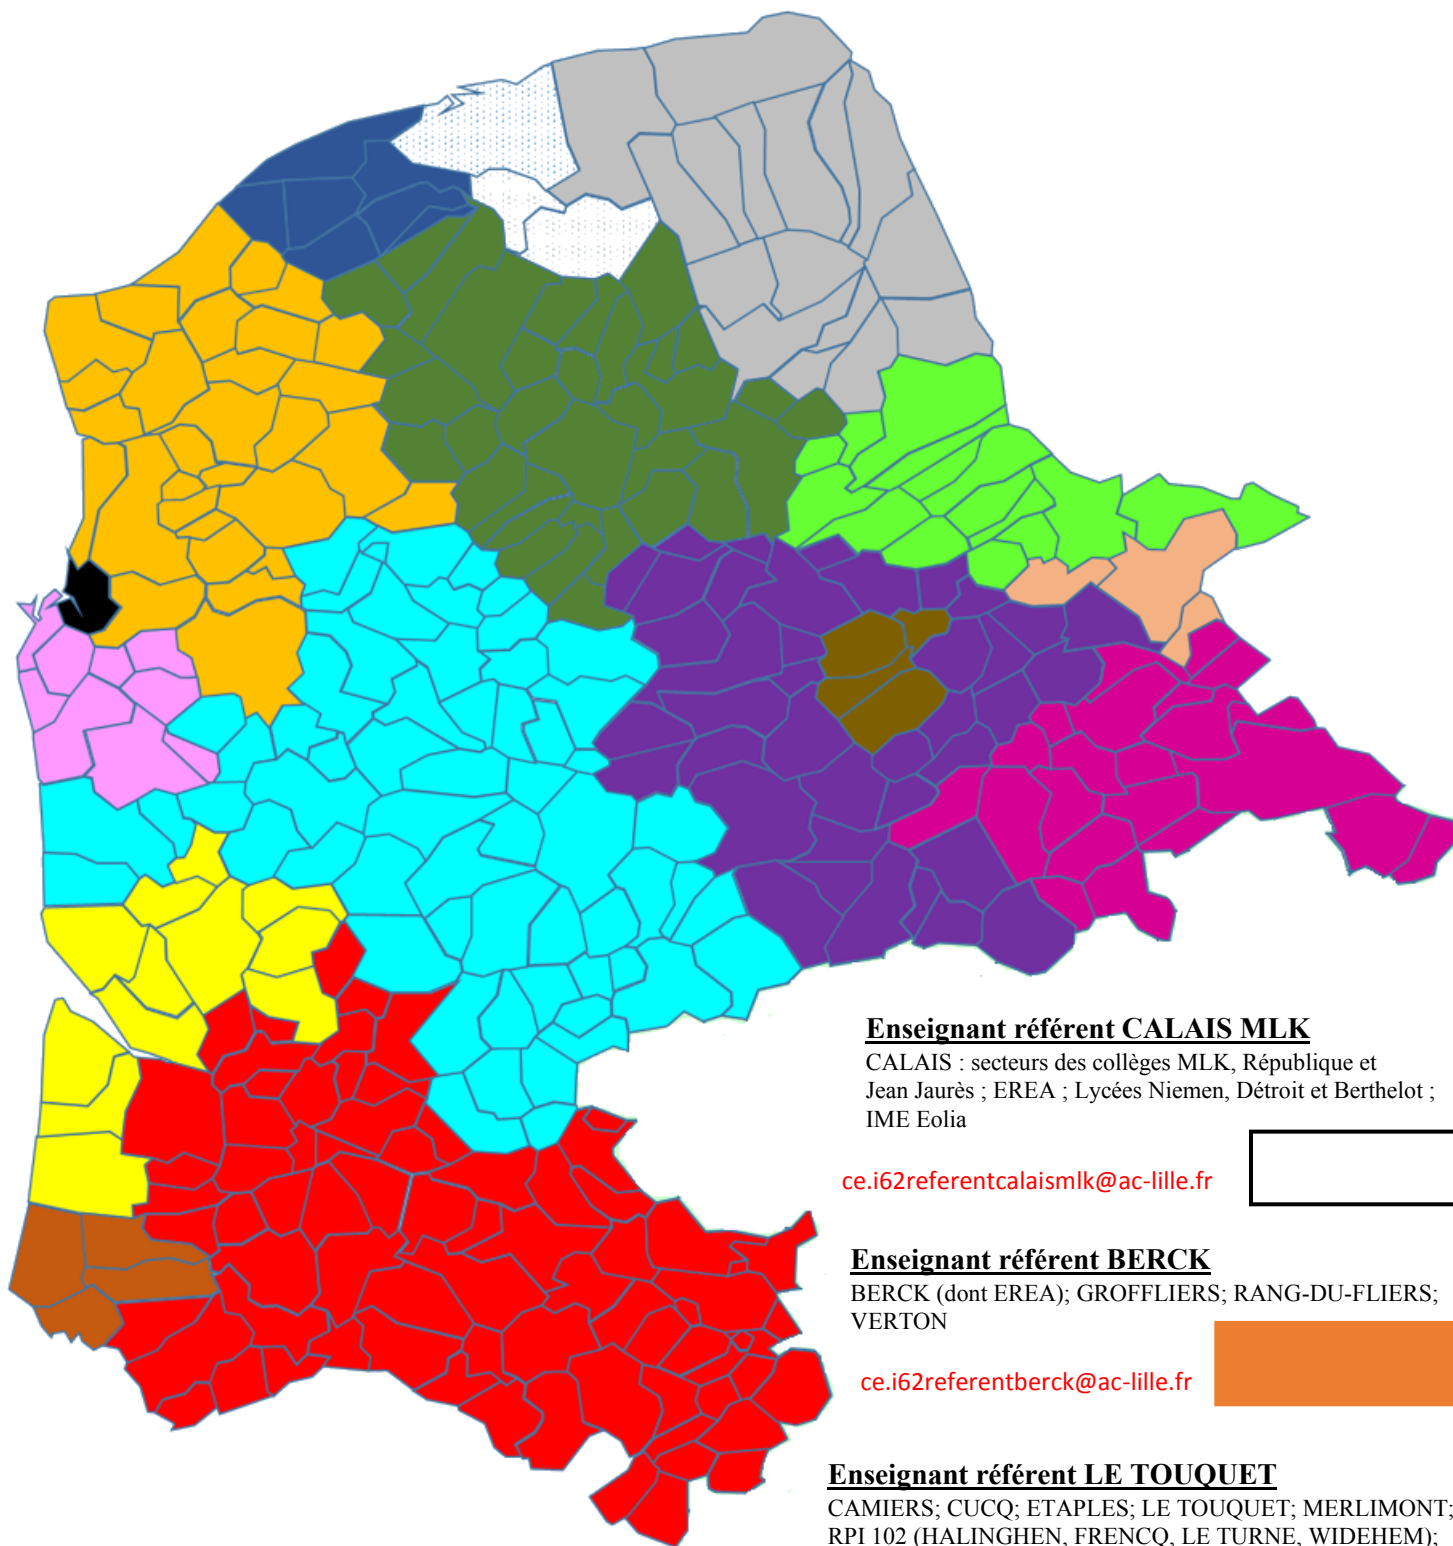 Enseignant référent CALAIS MLK
CALAIS : secteurs des collèges MLK, République et
Jean Jaurès ; EREA ; Lycées Niemen, Détroit et Berthelot ;
IME Eolia
ce.i62referentcalaismlk@ac-lille.fr
Enseignant référent BERCK
BERCK (dont EREA); GROFFLIERS; RANG-DU-FLIERS;
VERTON
ce.i62referentberck@ac-lille.fr
Enseignant référent LE TOUQUET
CAMIERS; CUCQ; ETAPLES; LE TOUQUET; MERLIMONT;
RPI 102 (HALINGHEN, FRENCQ, LE TURNE, WIDEHEM);